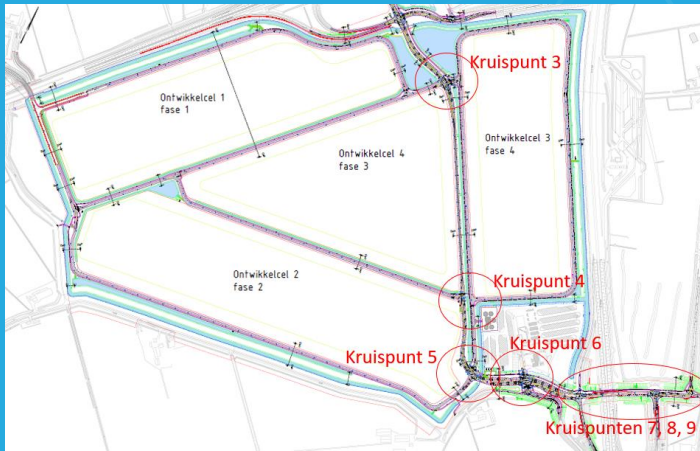 Kruispunt 3
Ontwikkelcel 1
fase 1
Ontwikkelcel 4
fase 3
Ontwikkelcel 3
fase 4
Ontwikkelcel 2
fase 2
Kruispunt 4
Kruispunt 5
Kruispunt 6
Kruispunten 7, 8, 9